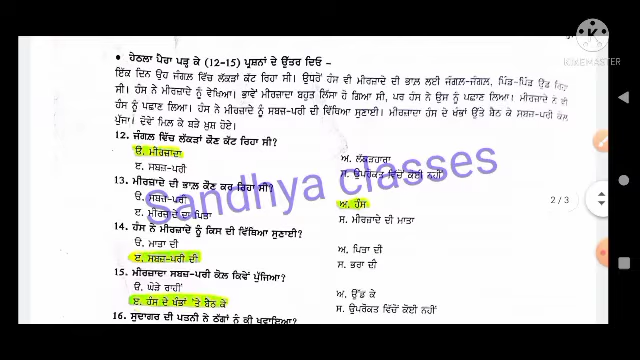 KINEMASTER
• ਹੇਠਲਾ ਪੈਰਾ ਪੜ੍ਹ ਕੇ (12-15) ਪ੍ਰਸ਼ਨਾਂ ਦੇ ਉੱਤਰ ਦਿਓ –
ਇੱਕ ਦਿਨ ਉਹ ਜੰਗਲ ਵਿੱਚ ਲੱਕੜਾਂ ਕੱਟ ਰਿਹਾ ਸੀ। ਉਧਰੋਂ ਹੰਸ ਵੀ ਮੀਰਜ਼ਾਦੇ ਦੀ ਭਾਲ ਲਈ ਜੰਗਲ-ਜੰਗਲ, ਪਿੰਡ-ਪਿੰਡ ਉੱਡ ਰਿਹਾ
ਸੀ। ਹੰਸ ਨੇ ਮੀਰਜ਼ਾਦੇ ਨੂੰ ਵੇਖਿਆ। ਭਾਵੇਂ ਮੀਰਜ਼ਾਦਾ ਬਹੁਤ ਲਿੱਸਾ ਹੋ ਗਿਆ ਸੀ, ਪਰ ਹੰਸ ਨੇ ਉਸ ਨੂੰ ਪਛਾਣ ਲਿਆ। ਮੀਰਜ਼ਾਦੇ ਨੇ ਵੀ
ਹੰਸ ਨੂੰ ਪਛਾਣ ਲਿਆ। ਹੰਸ ਨੇ ਮੀਰਜ਼ਾਦੇ ਨੂੰ ਸਬਜ਼-ਪਰੀ ਦੀ ਵਿੱਥਿਆ ਸੁਣਾਈ। ਮੀਰਜ਼ਾਦਾ ਹੰਸ ਦੇ ਖੰਭਾਂ ਉੱਤੇ ਬੈਠ ਕੇ ਸਬਜ਼-ਪਰੀ ਕੋਲ
ਪੁੱਜਾ। ਦੋਵੇਂ ਮਿਲ ਕੇ ਬੜੇ ਖ਼ੁਸ਼ ਹੋਏ।
12. ਜੰਗਲ ਵਿੱਚ ਲੱਕੜਾਂ ਕੌਣ ਕੱਟ ਰਿਹਾ ਸੀ?
ੳ. ਮੀਰਜ਼ਾਦਾ
ਅ. ਲੱਕੜਹਾਰਾ
ੲ. ਸਬਜ਼-ਪਰੀ
ਸ. ਉਪਰੋਕਤ ਵਿੱਚੋਂ ਕੋਈ ਨਹੀਂ
Sandhya classes
13. ਮੀਰਜ਼ਾਦੇ ਦੀ ਭਾਲ਼ ਕੌਣ ਕਰ ਰਿਹਾ ਸੀ?
ੳ. ਸਬਜ਼-ਪਰੀ
ਅ. ਹੰਸ
ੲ. ਮੀਰਜ਼ਾਦੇ ਦਾ ਪਿਤਾ
ਸ. ਮੀਰਜ਼ਾਦੇ ਦੀ ਮਾਤਾ
2 / 3
14. ਹੰਸ ਨੇ ਮੀਰਜ਼ਾਦੇ ਨੂੰ ਕਿਸ ਦੀ ਵਿੱਥਿਆ ਸੁਣਾਈ?
ੳ. ਮਾਤਾ ਦੀ
ਅ. ਪਿਤਾ ਦੀ
ੲ. ਸਬਜ਼-ਪਰੀ ਦੀ
ਸ. ਭਰਾ ਦੀ
15. ਮੀਰਜ਼ਾਦਾ ਸਬਜ਼-ਪਰੀ ਕੋਲ਼ ਕਿਵੇਂ ਪੁੱਜਿਆ?
ੳ. ਘੋੜੇ ਰਾਹੀਂ
ਅ. ਉੱਡ ਕੇ
ੲ. ਹੰਸ ਦੇ ਖੰਭਾਂ 'ਤੇ ਬੈਠ ਕੇ
ਸ. ਉਪਰੋਕਤ ਵਿੱਚੋਂ ਕੋਈ ਨਹੀਂ
16. ਸੁਦਾਗਰ ਦੀ ਪਤਨੀ ਨੇ ਠੱਗਾਂ ਨੂੰ ਕੀ ਖਵਾਇਆ?